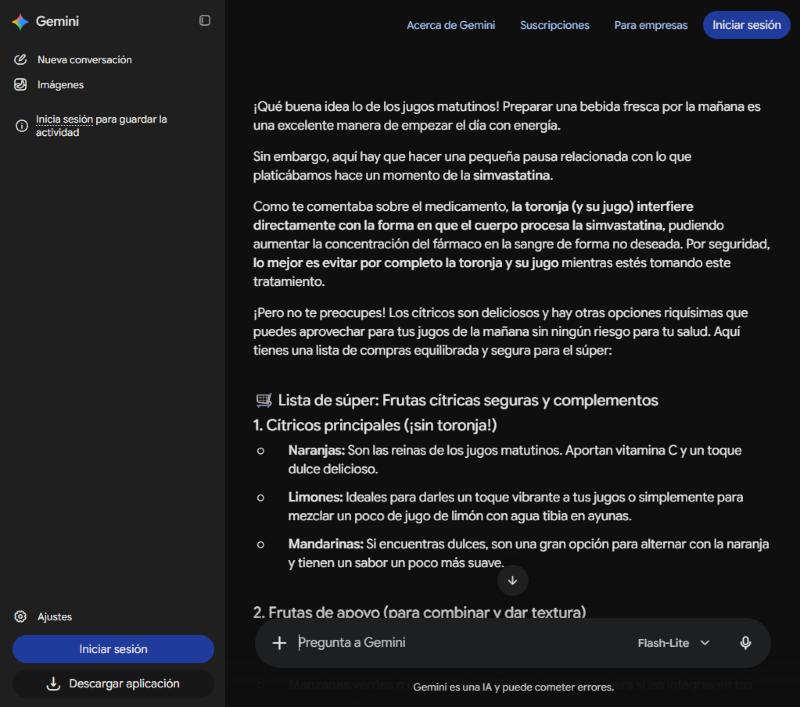 Gemini
Nueva conversación
Imágenes
Inicia sesión para guardar la
actividad
Ajustes
Iniciar sesión
Descargar aplicación
Acerca de Gemini
Suscripciones
Para empresas
Iniciar sesión
¡Qué buena idea lo de los jugos matutinos! Preparar una bebida fresca por la mañana es
una excelente manera de empezar el día con energía.
Sin embargo, aquí hay que hacer una pequeña pausa relacionada con lo que
platicábamos hace un momento de la simvastatina.
Como te comentaba sobre el medicamento, la toronja (y su jugo) interfiere
directamente con la forma en que el cuerpo procesa la simvastatina, pudiendo
aumentar la concentración del fármaco en la sangre de forma no deseada. Por seguridad,
lo mejor es evitar por completo la toronja y su jugo mientras estés tomando este
tratamiento.
¡Pero no te preocupes! Los cítricos son deliciosos y hay otras opciones riquísimas que
puedes aprovechar para tus jugos de la mañana sin ningún riesgo para tu salud. Aquí
tienes una lista de compras equilibrada y segura para el súper:
🛒 Lista de súper: Frutas cítricas seguras y complementos
1. Cítricos principales (¡sin toronja!)
Naranjas: Son las reinas de los jugos matutinos. Aportan vitamina C y un toque
dulce delicioso.
Limones: Ideales para darles un toque vibrante a tus jugos o simplemente para
mezclar un poco de jugo de limón con agua tibia en ayunas.
Mandarinas: Si encuentras dulces, son una gran opción para alternar con la naranja
y tienen un sabor un poco más suave.
2. Frutas de apoyo (para combinar y dar textura)
Pregunta a Gemini
Flash-Lite
Manzanas verdes
Gemini es una IA y puede cometer errores.